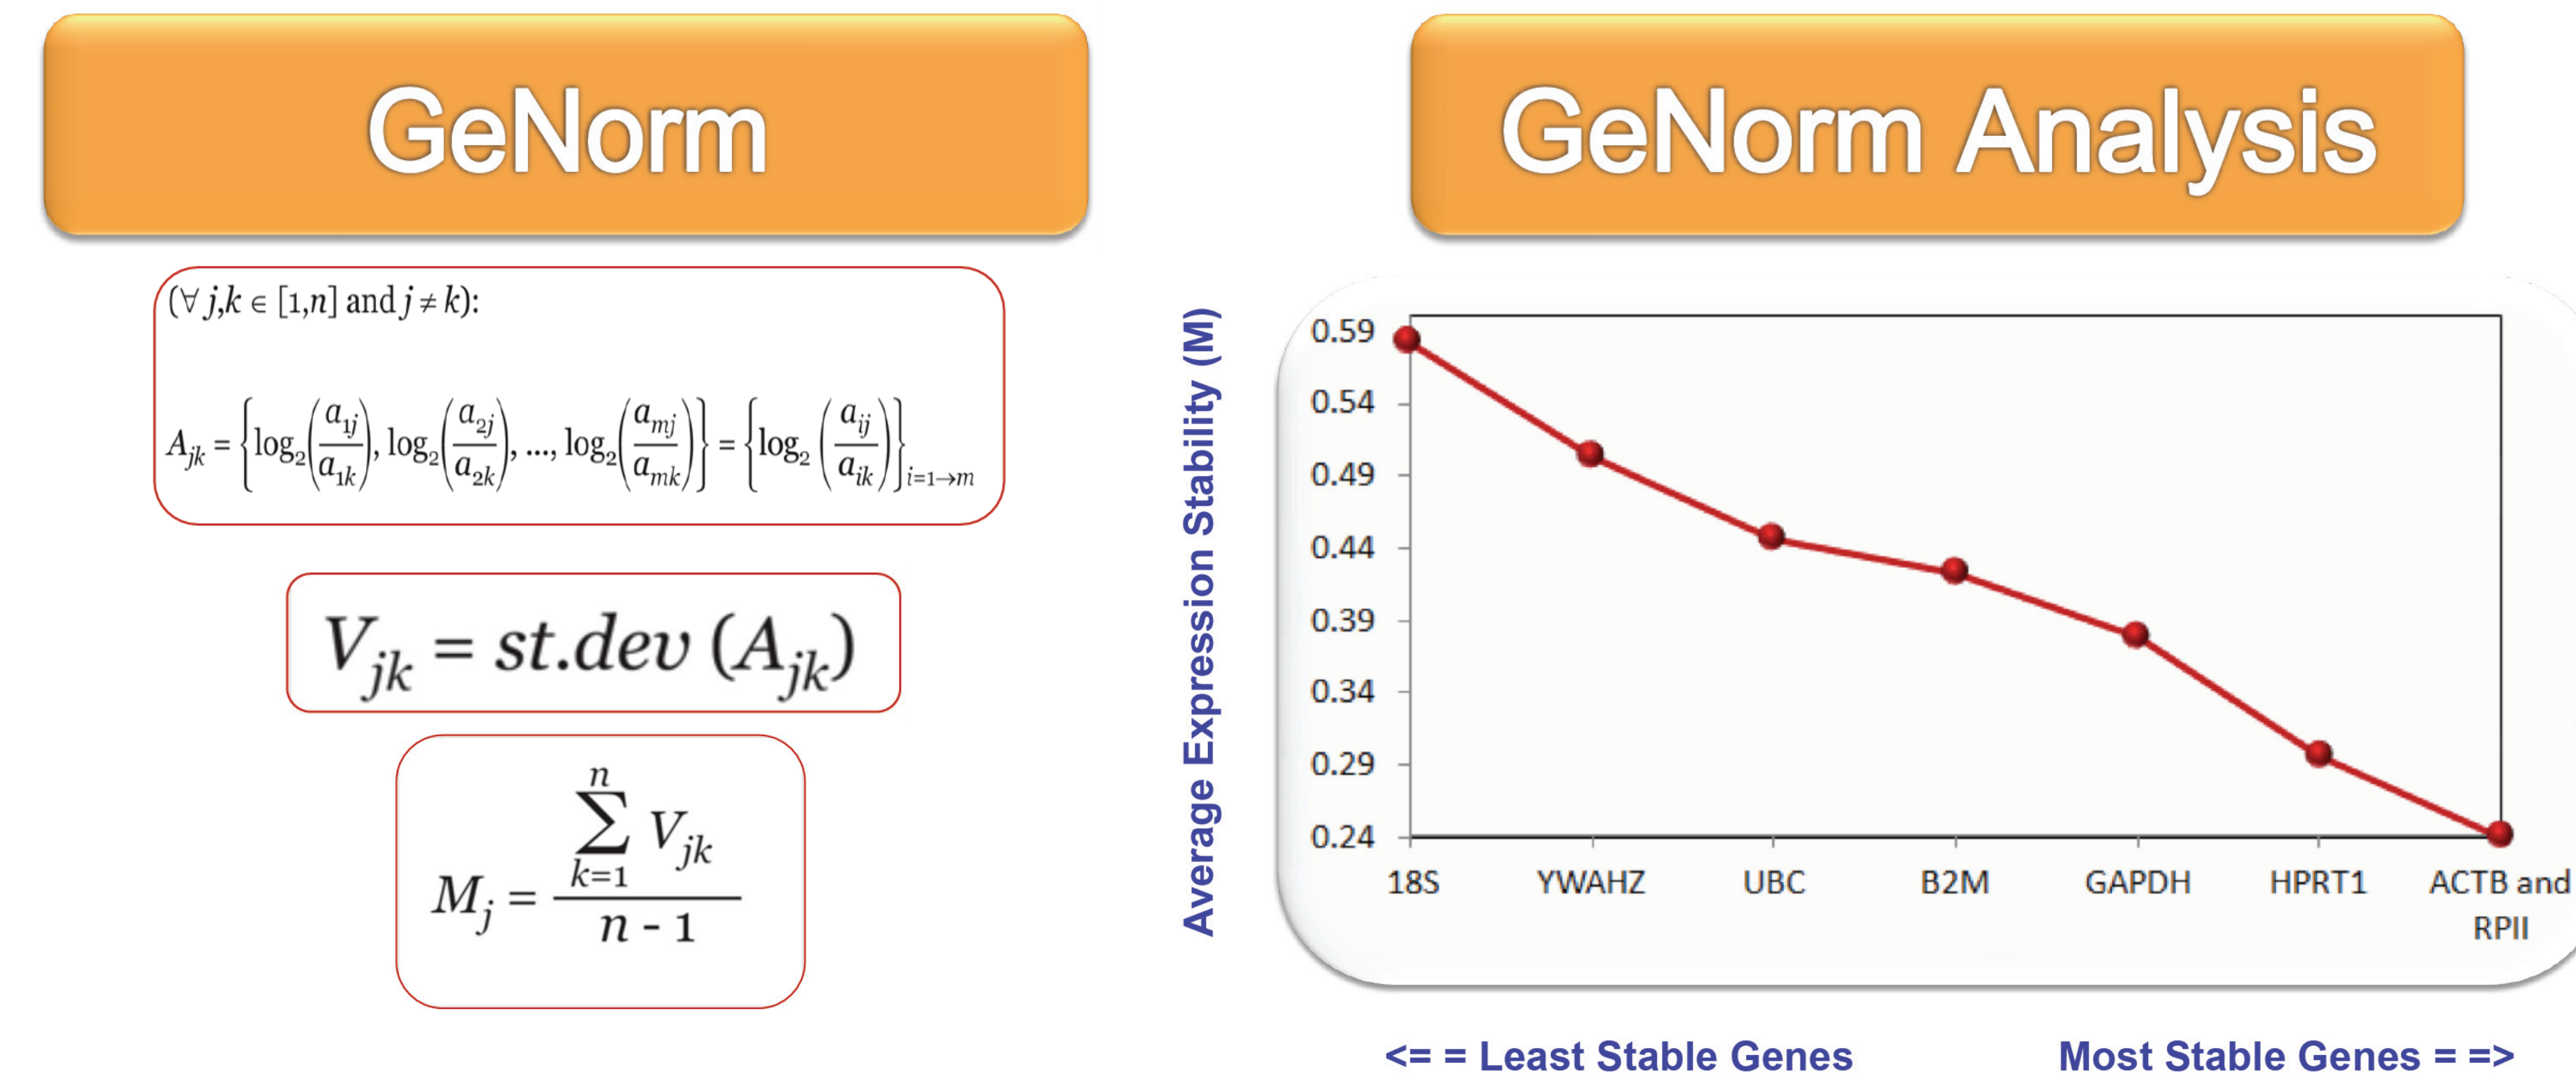 GeNorm
(∀ j,k ∈ [1,n] and j ≠ k):
A_jk = {log₂(a_1j/a_1k), log₂(a_2j/a_2k), ..., log₂(a_mj/a_mk)} = {log₂ (a_ij/a_ik)}_i=1→m
V_jk = st.dev (A_jk)
M_j = ∑_{k=1}^{n} V_jk / (n - 1)
GeNorm Analysis
Average Expression Stability (M)
0.59
0.54
0.49
0.44
0.39
0.34
0.29
0.24
18S YWAHZ UBC B2M GAPDH HPRT1 ACTB and
RPII
<= = Least Stable Genes Most Stable Genes = =>